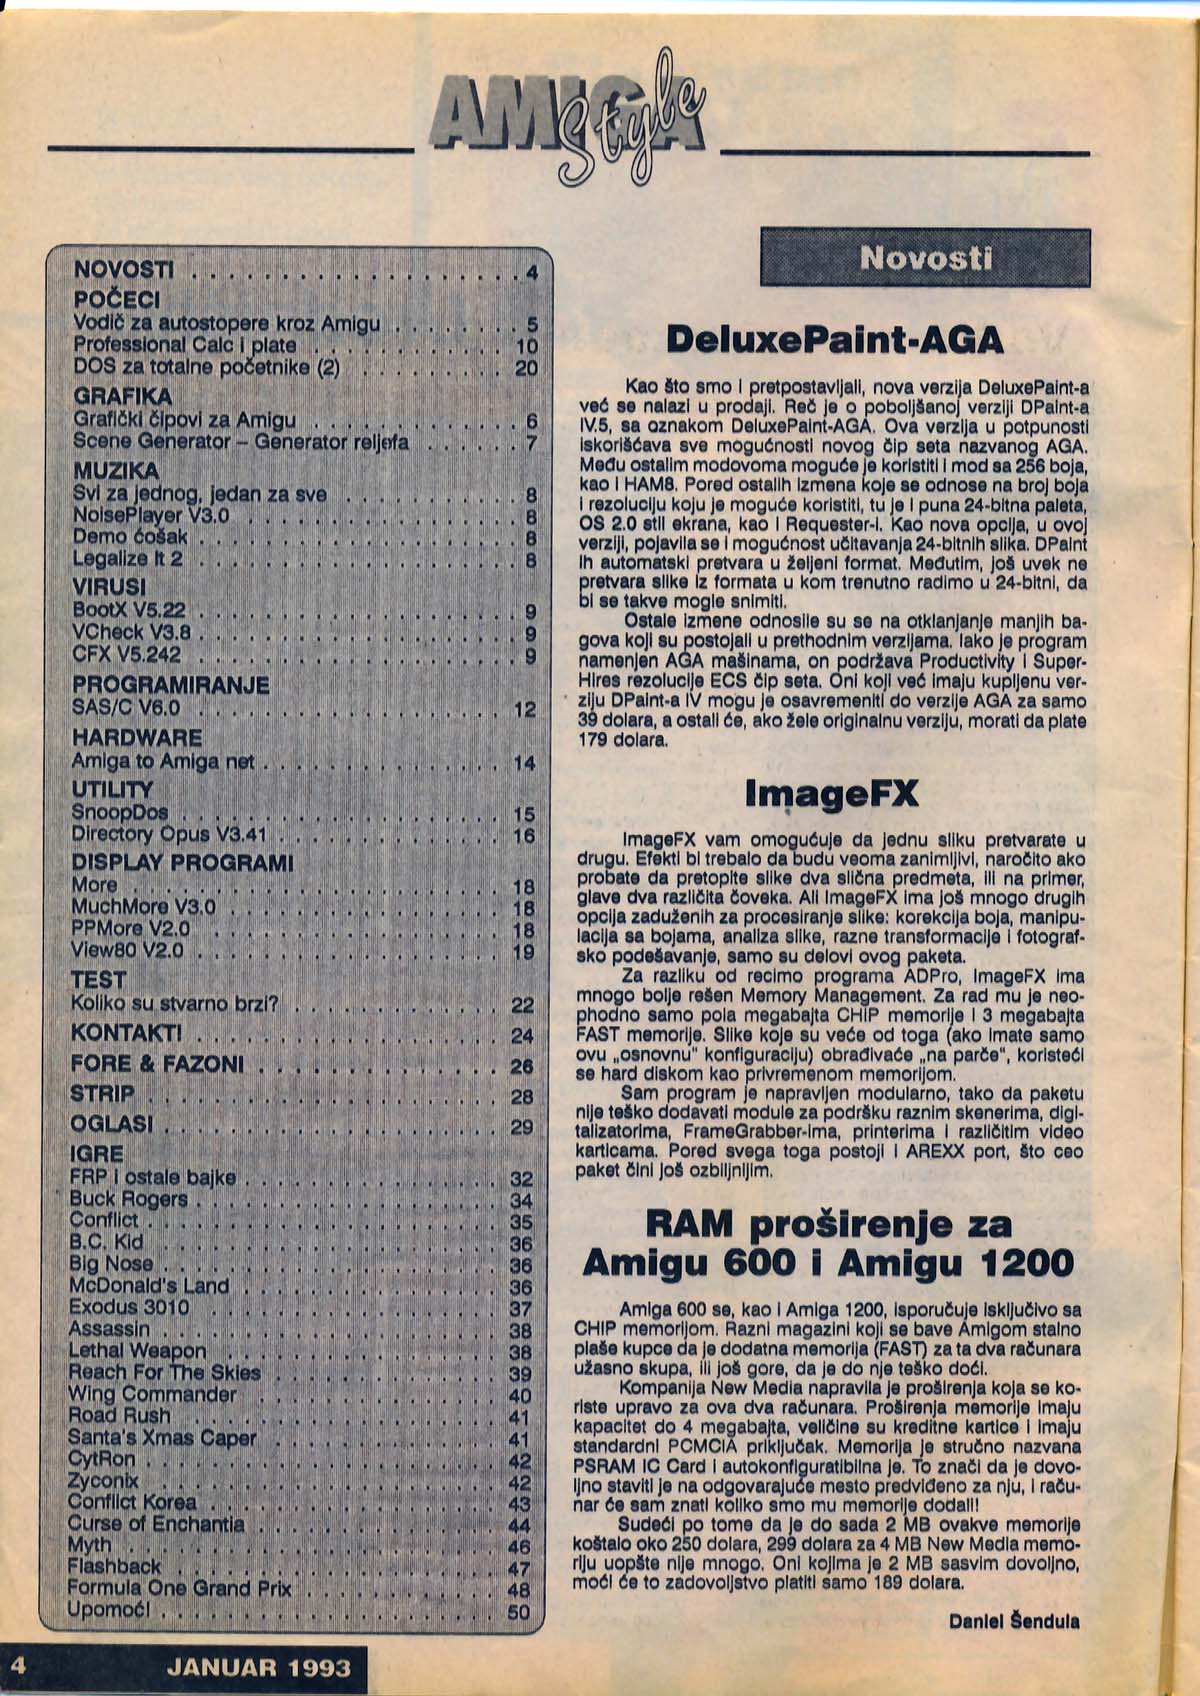 AMIGA Style
NOVOSTI . . . . . . . . . . . . . . . . . . . 4
POČECI
Vodič za autostopere kroz Amigu . . . . . . . 5
Professional Calc i plate . . . . . . . . . . . 10
DOS za totalne početnike (2) . . . . . . . . . 20
GRAFIKA
Grafički čipovi za Amigu . . . . . . . . . . . 6
Scene Generator – Generator reljefa . . . . . 7
MUZIKA
Svi za jednog, jedan za sve . . . . . . . . . 8
NoisePlayer V3.0 . . . . . . . . . . . . . . 8
Demo ćošak . . . . . . . . . . . . . . . . 8
Legalize It 2 . . . . . . . . . . . . . . . . 8
VIRUSI
BootX V5.22 . . . . . . . . . . . . . . . . 9
VCheck V3.8 . . . . . . . . . . . . . . . . 9
CFX V5.242 . . . . . . . . . . . . . . . . 9
PROGRAMIRANJE
SAS/C V6.0 . . . . . . . . . . . . . . . . 12
HARDWARE
Amiga to Amiga net . . . . . . . . . . . . . 14
UTILITY
SnoopDos . . . . . . . . . . . . . . . . . 15
Directory Opus V3.41 . . . . . . . . . . . . 16
DISPLAY PROGRAMI
More . . . . . . . . . . . . . . . . . . . 18
MuchMore V3.0 . . . . . . . . . . . . . . 18
PPMore V2.0 . . . . . . . . . . . . . . . 18
View80 V2.0 . . . . . . . . . . . . . . . . 19
TEST
Koliko su stvarno brzi? . . . . . . . . . . . 22
KONTAKTI . . . . . . . . . . . . . . . . . 24
FORE & FAZONI . . . . . . . . . . . . . . 26
STRIP . . . . . . . . . . . . . . . . . . . 28
OGLASI . . . . . . . . . . . . . . . . . . 29
IGRE
FRP i ostale bajke . . . . . . . . . . . . . 32
Buck Rogers . . . . . . . . . . . . . . . . 34
Conflict . . . . . . . . . . . . . . . . . . 35
B.C. Kid . . . . . . . . . . . . . . . . . . 36
Big Nose . . . . . . . . . . . . . . . . . . 36
McDonald's Land . . . . . . . . . . . . . . 36
Exodus 3010 . . . . . . . . . . . . . . . . 37
Assassin . . . . . . . . . . . . . . . . . . 38
Lethal Weapon . . . . . . . . . . . . . . . 38
Reach For The Skies . . . . . . . . . . . . 39
Wing Commander . . . . . . . . . . . . . . 40
Road Rush . . . . . . . . . . . . . . . . . 41
Santa's Xmas Caper . . . . . . . . . . . . 41
CytRon . . . . . . . . . . . . . . . . . . 42
Zyconix . . . . . . . . . . . . . . . . . . 42
Conflict Korea . . . . . . . . . . . . . . . 43
Curse of Enchantia . . . . . . . . . . . . . 44
Myth . . . . . . . . . . . . . . . . . . . 46
Flashback . . . . . . . . . . . . . . . . . 47
Formula One Grand Prix . . . . . . . . . . 48
Upomoć! . . . . . . . . . . . . . . . . . . 50
Novosti
DeluxePaint-AGA
Kao što smo i pretpostavljali, nova verzija DeluxePaint-a
već se nalazi u prodaji. Reč je o poboljšanoj verziji DPaint-a
IV.5, sa oznakom DeluxePaint-AGA. Ova verzija u potpunosti
iskorišćava sve mogućnosti novog čip seta nazvanog AGA.
Među ostalim modovoma moguće je koristiti i mod sa 256 boja,
kao i HAM8. Pored ostalih izmena koje se odnose na broj boja
i rezoluciju koju je moguće koristiti, tu je i puna 24-bitna paleta,
OS 2.0 stil ekrana, kao i Requester-i. Kao nova opcija, u ovoj
verziji, pojavila se i mogućnost učitavanja 24-bitnih slika. DPaint
ih automatski pretvara u željeni format. Međutim, još uvek ne
pretvara slike iz formata u kom trenutno radimo u 24-bitni, da
bi se takve mogle snimiti.
Ostale izmene odnosile su se na otklanjanje manjih ba-
gova koji su postojali u prethodnim verzijama. Iako je program
namenjen AGA mašinama, on podržava Productivity i Super-
Hires rezolucije ECS čip seta. Oni koji već imaju kupljenu ver-
ziju DPaint-a IV mogu je osavremeniti do verzije AGA za samo
39 dolara, a ostali će, ako žele originalnu verziju, morati da plate
179 dolara.
ImageFX
ImageFX vam omogućuje da jednu sliku pretvarate u
drugu. Efekti bi trebalo da budu veoma zanimljivi, naročito ako
probate da pretopite slike dva slična predmeta, ili na primer,
glave dva različita čoveka. Ali ImageFX ima još mnogo drugih
opcija zaduženih za procesiranje slike: korekcija boja, manipu-
lacija sa bojama, analiza slike, razne transformacije i fotograf-
sko podešavanje, samo su delovi ovog paketa.
Za razliku od recimo programa ADPro, ImageFX ima
mnogo bolje rešen Memory Management. Za rad mu je neo-
phodno samo pola megabajta CHIP memorije i 3 megabajta
FAST memorije. Slike koje su veće od toga (ako imate samo
ovu „osnovnu" konfiguraciju) obrađivaće „na parče", koristeći
se hard diskom kao privremenom memorijom.
Sam program je napravljen modularno, tako da paketu
nije teško dodavati module za podršku raznim skenerima, digi-
talizatorima, FrameGrabber-ima, printerima i različitim video
karticama. Pored svega toga postoji i AREXX port, što ceo
paket čini još ozbiljnijim.
RAM proširenje za
Amigu 600 i Amigu 1200
Amiga 600 se, kao i Amiga 1200, isporučuje isključivo sa
CHIP memorijom. Razni magazini koji se bave Amigom stalno
plaše kupce da je dodatna memorija (FAST) za ta dva računara
užasno skupa, ili još gore, da je do nje teško doći.
Kompanija New Media napravila je proširenja koja se ko-
riste upravo za ova dva računara. Proširenja memorije imaju
kapacitet do 4 megabajta, veličine su kreditne kartice i imaju
standardni PCMCIA priključak. Memorija je stručno nazvana
PSRAM IC Card i autokonfiguratibilna je. To znači da je dovo-
ljno staviti je na odgovarajuće mesto predviđeno za nju, i raču-
nar će sam znati koliko smo mu memorije dodali!
Sudeći po tome da je do sada 2 MB ovakve memorije
koštalo oko 250 dolara, 299 dolara za 4 MB New Media memo-
riju uopšte nije mnogo. Oni kojima je 2 MB sasvim dovoljno,
moći će to zadovoljstvo platiti samo 189 dolara.
Daniel Šendula
4 JANUAR 1993